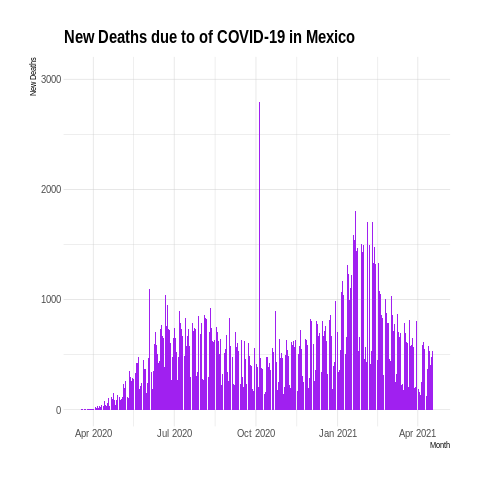 New Deaths due to of COVID-19 in Mexico
New Deaths
3000
2000
1000
0
Apr 2020 Jul 2020 Oct 2020 Jan 2021 Apr 2021
Month